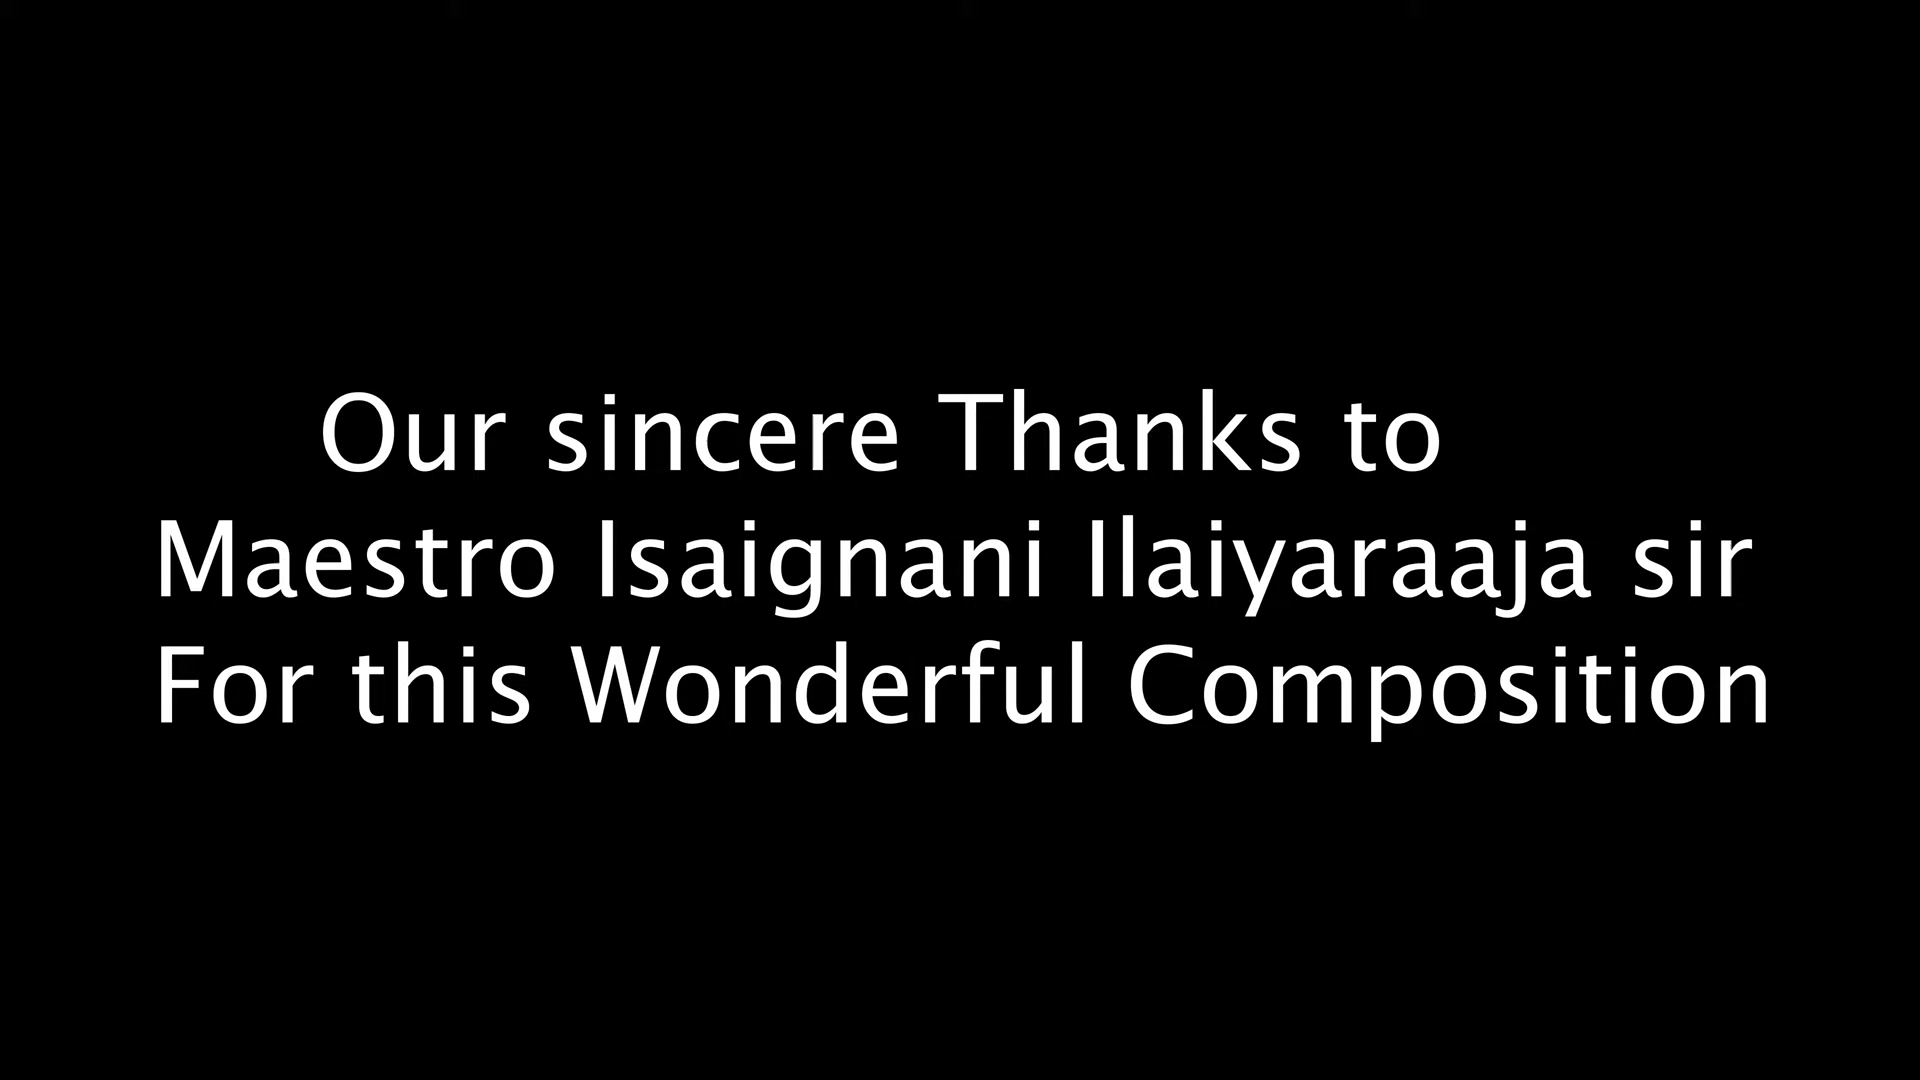 Our sincere Thanks to
Maestro Isaignani Ilaiyaraaja sir
For this Wonderful Composition